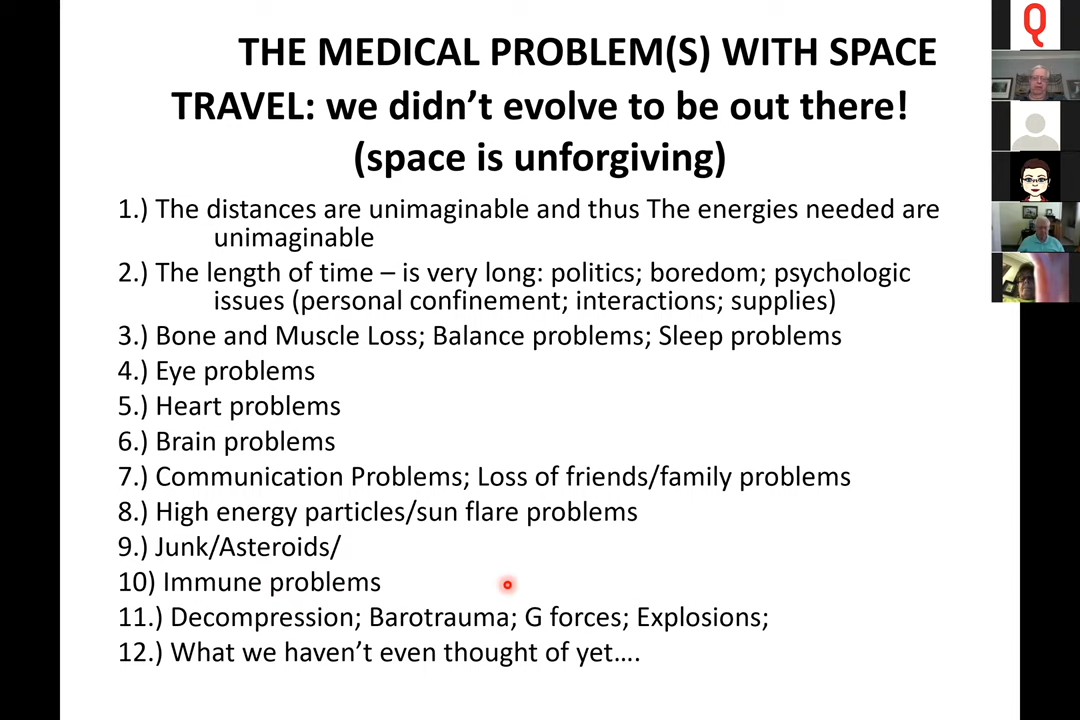 THE MEDICAL PROBLEM(S) WITH SPACE
TRAVEL: we didn’t evolve to be out there!
(space is unforgiving)
1.) The distances are unimaginable and thus The energies needed are
unimaginable
2.) The length of time – is very long: politics; boredom; psychologic
issues (personal confinement; interactions; supplies)
3.) Bone and Muscle Loss; Balance problems; Sleep problems
4.) Eye problems
5.) Heart problems
6.) Brain problems
7.) Communication Problems; Loss of friends/family problems
8.) High energy particles/sun flare problems
9.) Junk/Asteroids/
10) Immune problems
11.) Decompression; Barotrauma; G forces; Explosions;
12.) What we haven’t even thought of yet….
Q